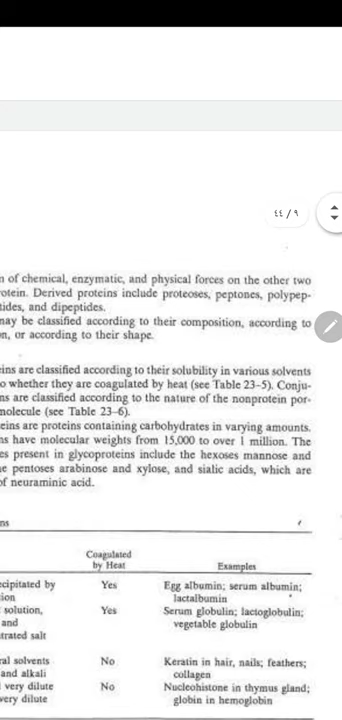 ٤٤ / ٩
n of chemical, enzymatic, and physical forces on the other two
otein. Derived proteins include proteoses, peptones, polypep-
tides, and dipeptides.
may be classified according to their composition, according to
n, or according to their shape.
eins are classified according to their solubility in various solvents
o whether they are coagulated by heat (see Table 23-5). Conju-
ns are classified according to the nature of the nonprotein por-
molecule (see Table 23-6).
eins are proteins containing carbohydrates in varying amounts.
ns have molecular weights from 15,000 to over 1 million. The
es present in glycoproteins include the hexoses mannose and
e pentoses arabinose and xylose, and sialic acids, which are
of neuraminic acid.
ns
Coagulated
by Heat Examples
cipitated by Yes Egg albumin; serum albumin;
ion lactalbumin
solution, Yes Serum globulin; lactoglobulin;
and vegetable globulin
trated salt
ral solvents No Keratin in hair, nails; feathers;
and alkali collagen
very dilute No Nucleohistone in thymus gland;
very dilute globin in hemoglobin